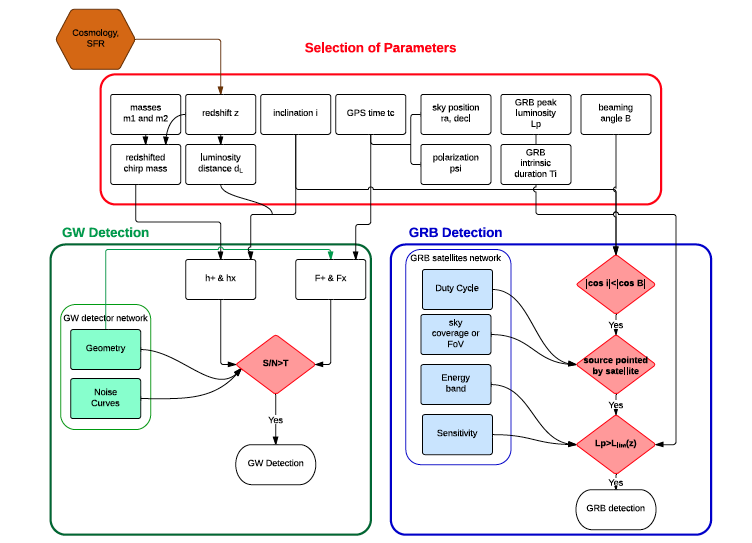 Cosmology,
SFR
Selection of Parameters
masses
m1 and m2
redshift z
inclination i
GPS time tc
sky position
ra, decl
GRB peak
luminosity
Lp
beaming
angle B
redshifted
chirp mass
luminosity
distance dL
polarization
psi
GRB
intrinsic
duration Ti
GW Detection
h+ & hx
F+ & Fx
GW detector network
Geometry
Noise
Curves
S/N>T
Yes
GW Detection
GRB Detection
GRB satellites network
Duty Cycle
sky
coverage or
FoV
Energy
band
Sensitivity
|cos i|<|cos B|
Yes
source pointed
by satellite
Yes
Lp>Llim(z)
Yes
GRB detection